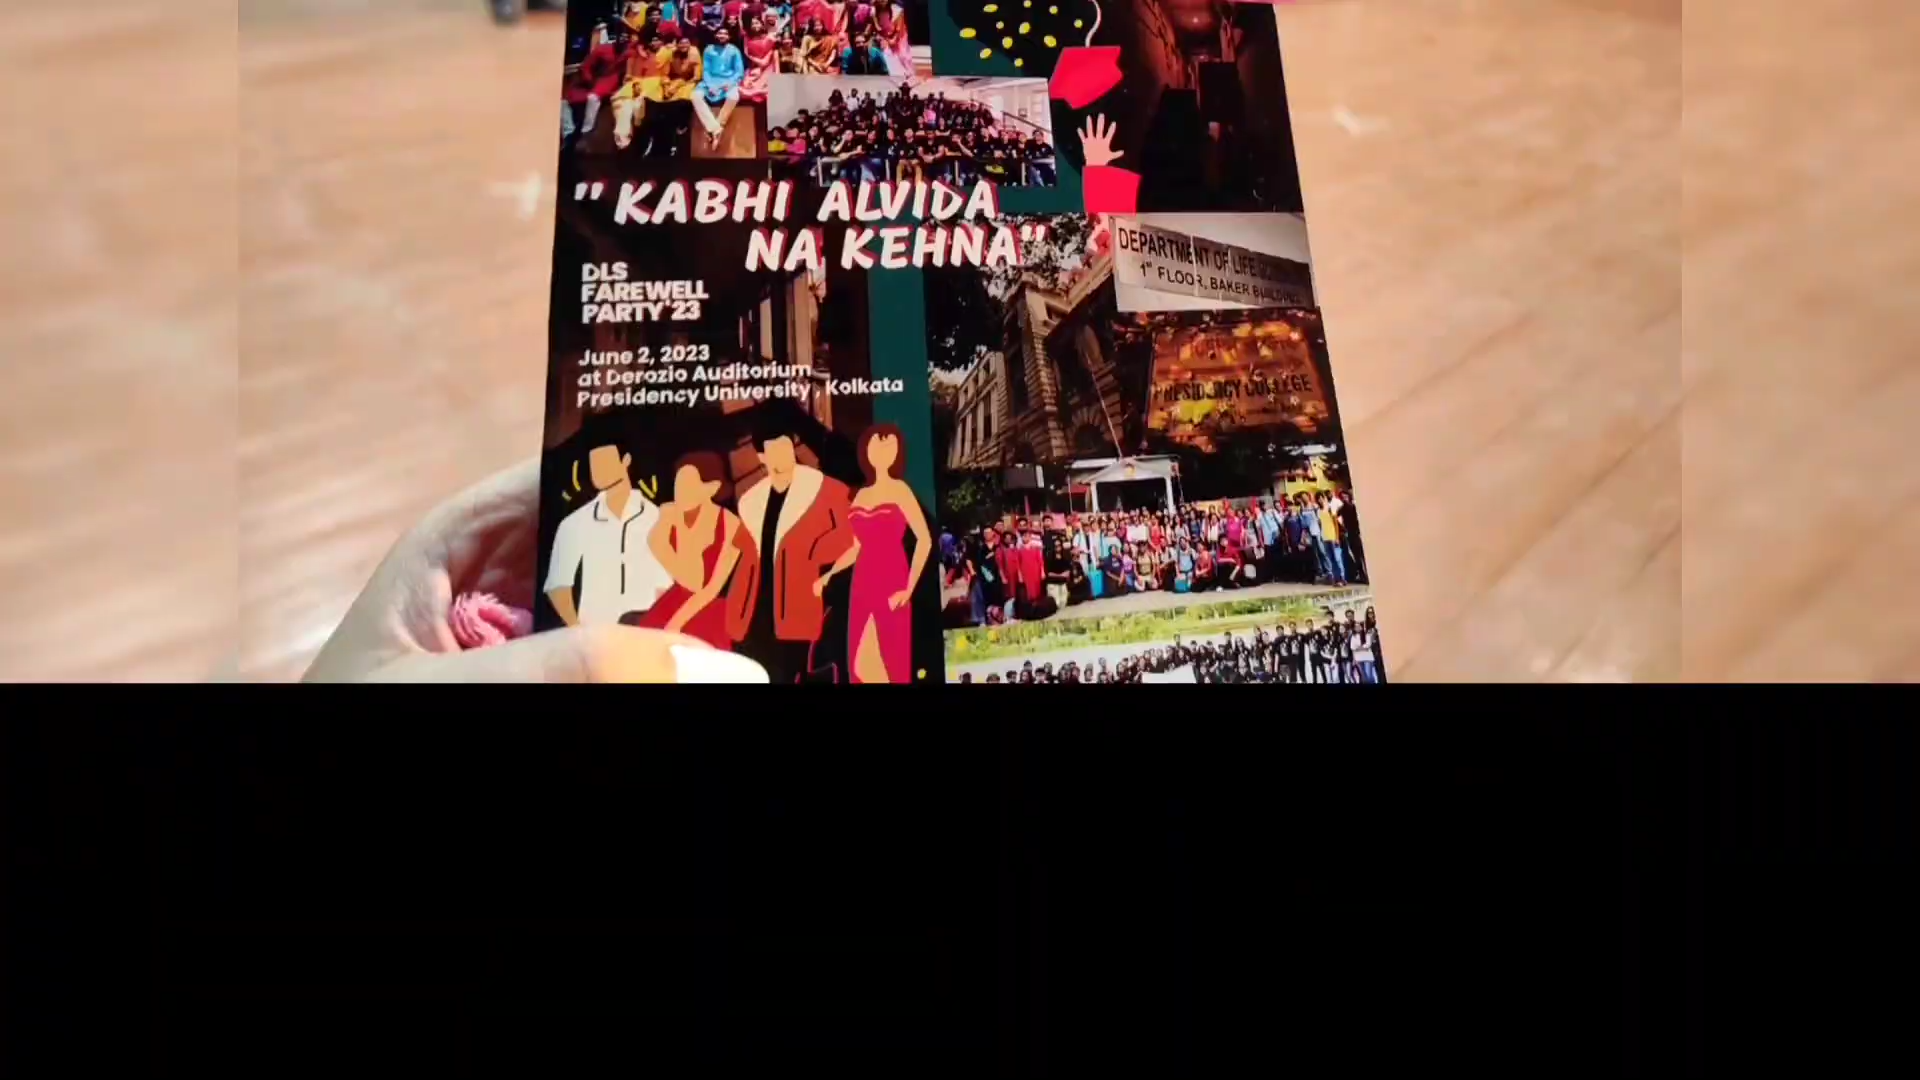 "KABHI ALVIDA
NA KEHNA"
DLS
FAREWELL
PARTY'23
June 2, 2023
at Derozio Auditorium
Presidency University, Kolkata
DEPARTMENT OF LIFE
1st FLOOR, BAKER BUILDING
PRESIDENCY COLLEGE